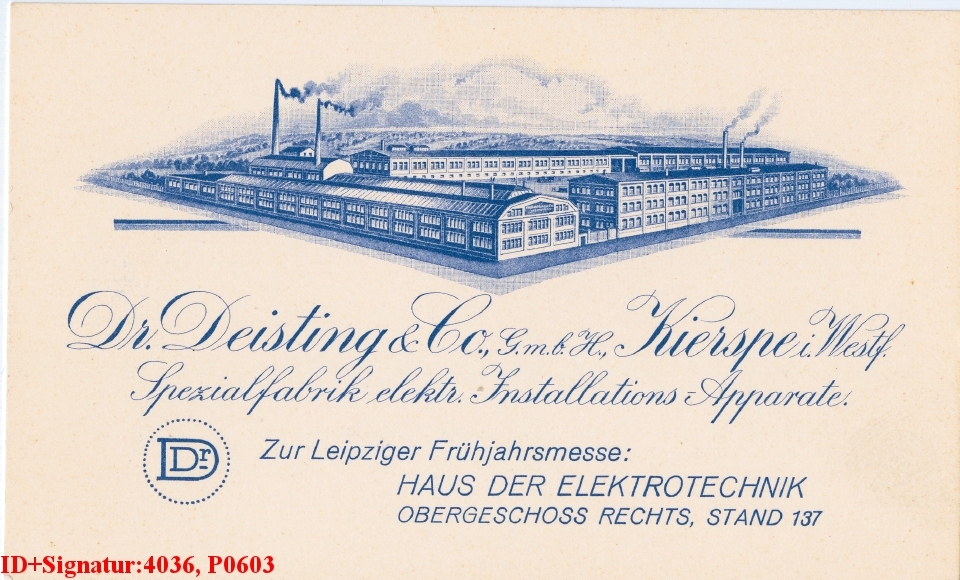 Dr. Deisting & Co., G.m.b.H., Kierspe i. Westf.
Spezialfabrik elektr. Installations-Apparate.
DDr
Zur Leipziger Frühjahrsmesse:
HAUS DER ELEKTROTECHNIK
OBERGESCHOSS RECHTS, STAND 137
ID+Signatur:4036, P0603